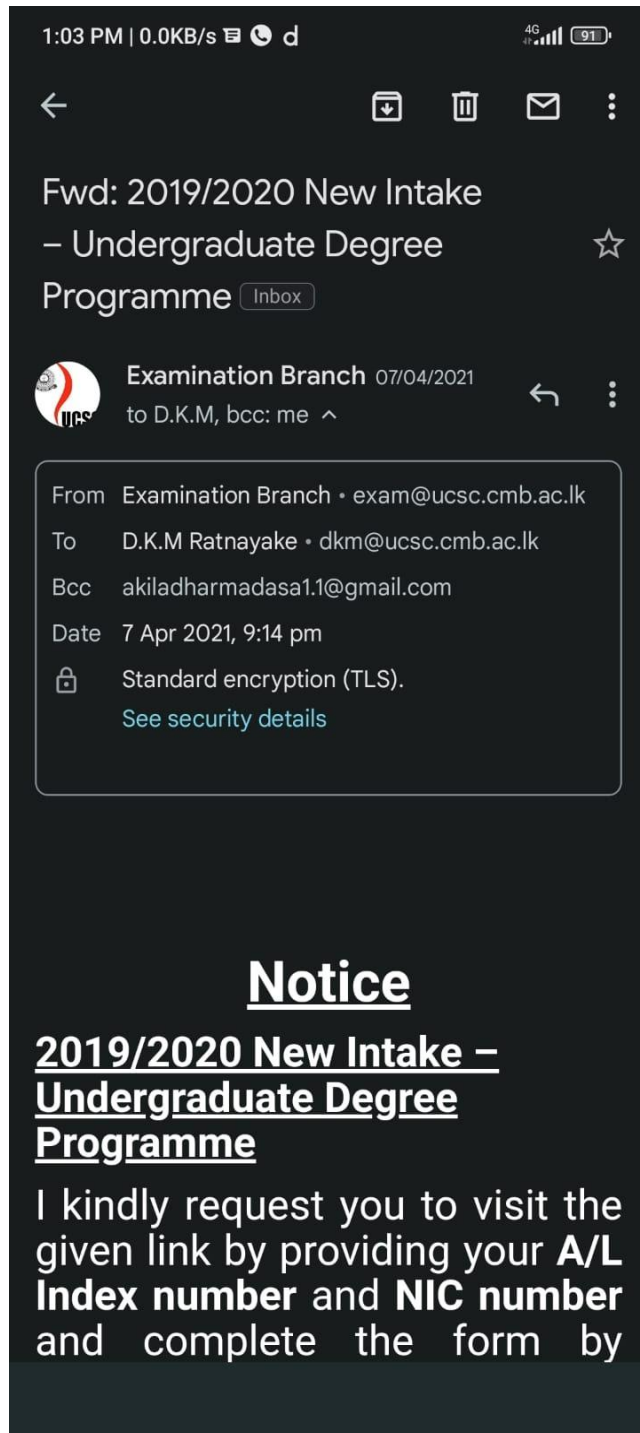 1:03 PM | 0.0KB/s d 4G 91
Fwd: 2019/2020 New Intake
– Undergraduate Degree
Programme Inbox
Examination Branch 07/04/2021
UCSC
to D.K.M, bcc: me
From Examination Branch • exam@ucsc.cmb.ac.lk
To D.K.M Ratnayake • dkm@ucsc.cmb.ac.lk
Bcc akiladharmadasa1.1@gmail.com
Date 7 Apr 2021, 9:14 pm
Standard encryption (TLS).
See security details
Notice
2019/2020 New Intake –
Undergraduate Degree
Programme
I kindly request you to visit the
given link by providing your A/L
Index number and NIC number
and complete the form by